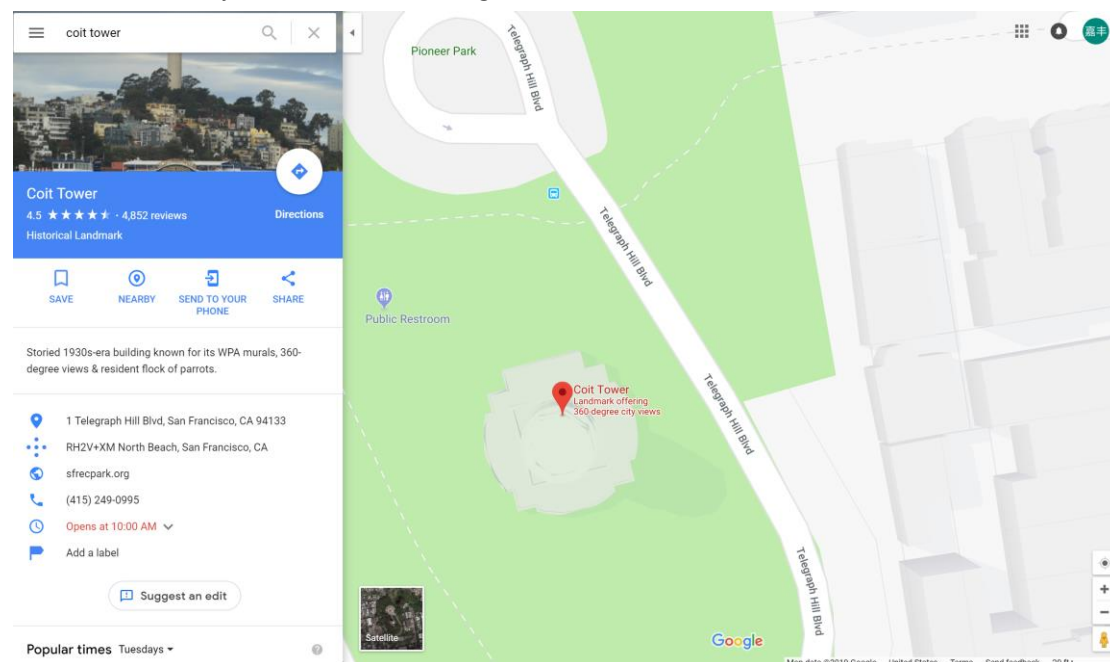 coit tower
Coit Tower
4.5 ★★★★★ · 4,852 reviews
Directions
Historical Landmark
SAVE
NEARBY
SEND TO YOUR
PHONE
SHARE
Storied 1930s-era building known for its WPA murals, 360-
degree views & resident flock of parrots.
1 Telegraph Hill Blvd, San Francisco, CA 94133
RH2V+XM North Beach, San Francisco, CA
sfrecpark.org
(415) 249-0995
Opens at 10:00 AM
Add a label
Suggest an edit
Popular times Tuesdays
Pioneer Park
Telegraph Hill Blvd
嘉丰
Telegraph Hill Blvd
Public Restroom
Coit Tower
Landmark offering
360 degree city views
Telegraph Hill Blvd
Telegraph Hill Blvd
Satellite
Google